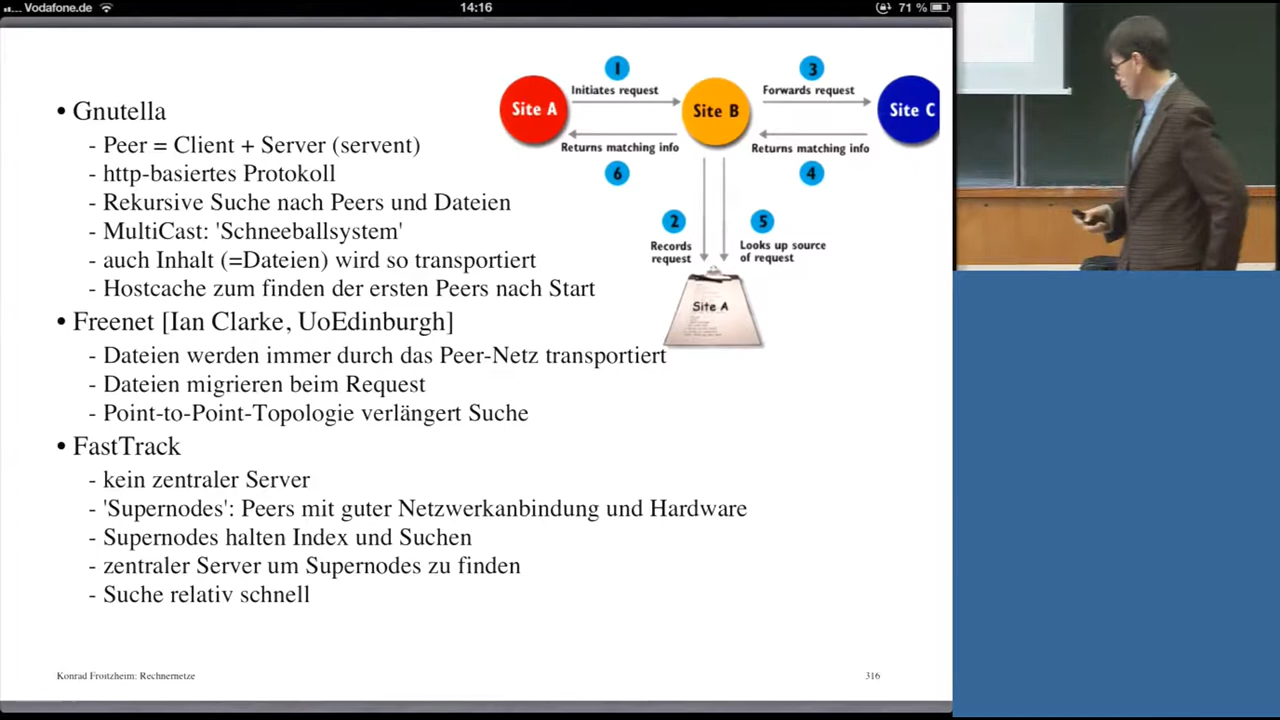 Vodafone.de
14:16
71 %
• Gnutella
- Peer = Client + Server (servent)
- http-basiertes Protokoll
- Rekursive Suche nach Peers und Dateien
- MultiCast: 'Schneeballsystem'
- auch Inhalt (=Dateien) wird so transportiert
- Hostcache zum finden der ersten Peers nach Start
• Freenet [Ian Clarke, UoEdinburgh]
- Dateien werden immer durch das Peer-Netz transportiert
- Dateien migrieren beim Request
- Point-to-Point-Topologie verlängert Suche
• FastTrack
- kein zentraler Server
- 'Supernodes': Peers mit guter Netzwerkanbindung und Hardware
- Supernodes halten Index und Suchen
- zentraler Server um Supernodes zu finden
- Suche relativ schnell
1
Initiates request
3
Forwards request
Site A
Site B
Site C
Returns matching info
6
Returns matching info
4
2
Records
request
5
Looks up source
of request
Site A
Konrad Froitzheim: Rechnernetze
316